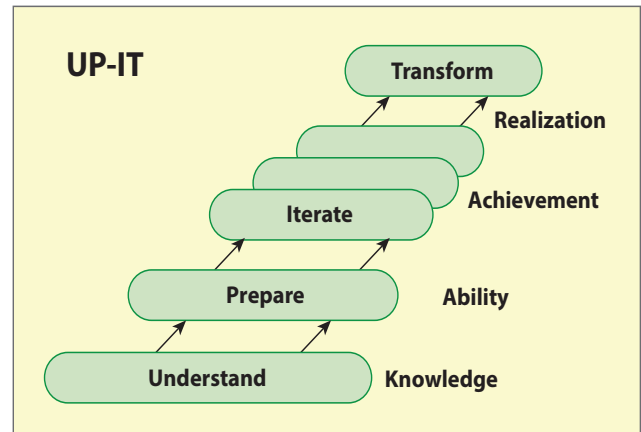 UP-IT
Transform
Realization
Achievement
Iterate
Prepare
Ability
Understand
Knowledge